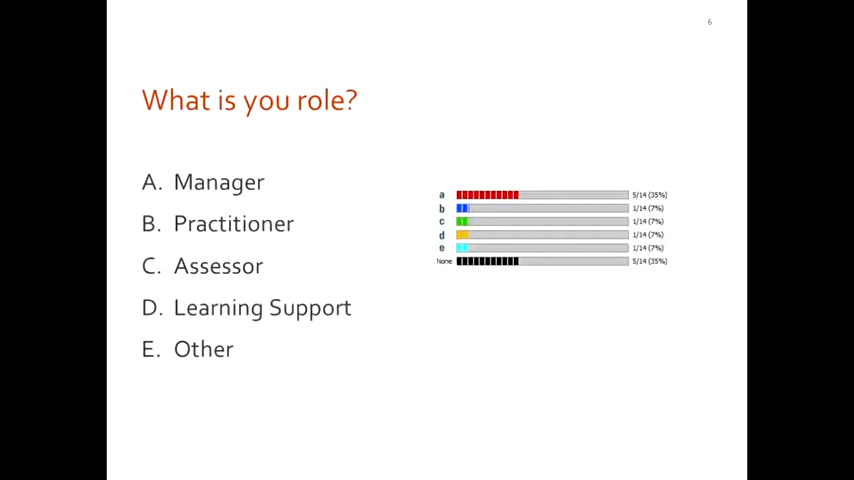 6
What is you role?
A. Manager
B. Practitioner
C. Assessor
D. Learning Support
E. Other
a 5/14 (35%)
b 1/14 (7%)
c 1/14 (7%)
d 1/14 (7%)
e 1/14 (7%)
None 5/14 (35%)